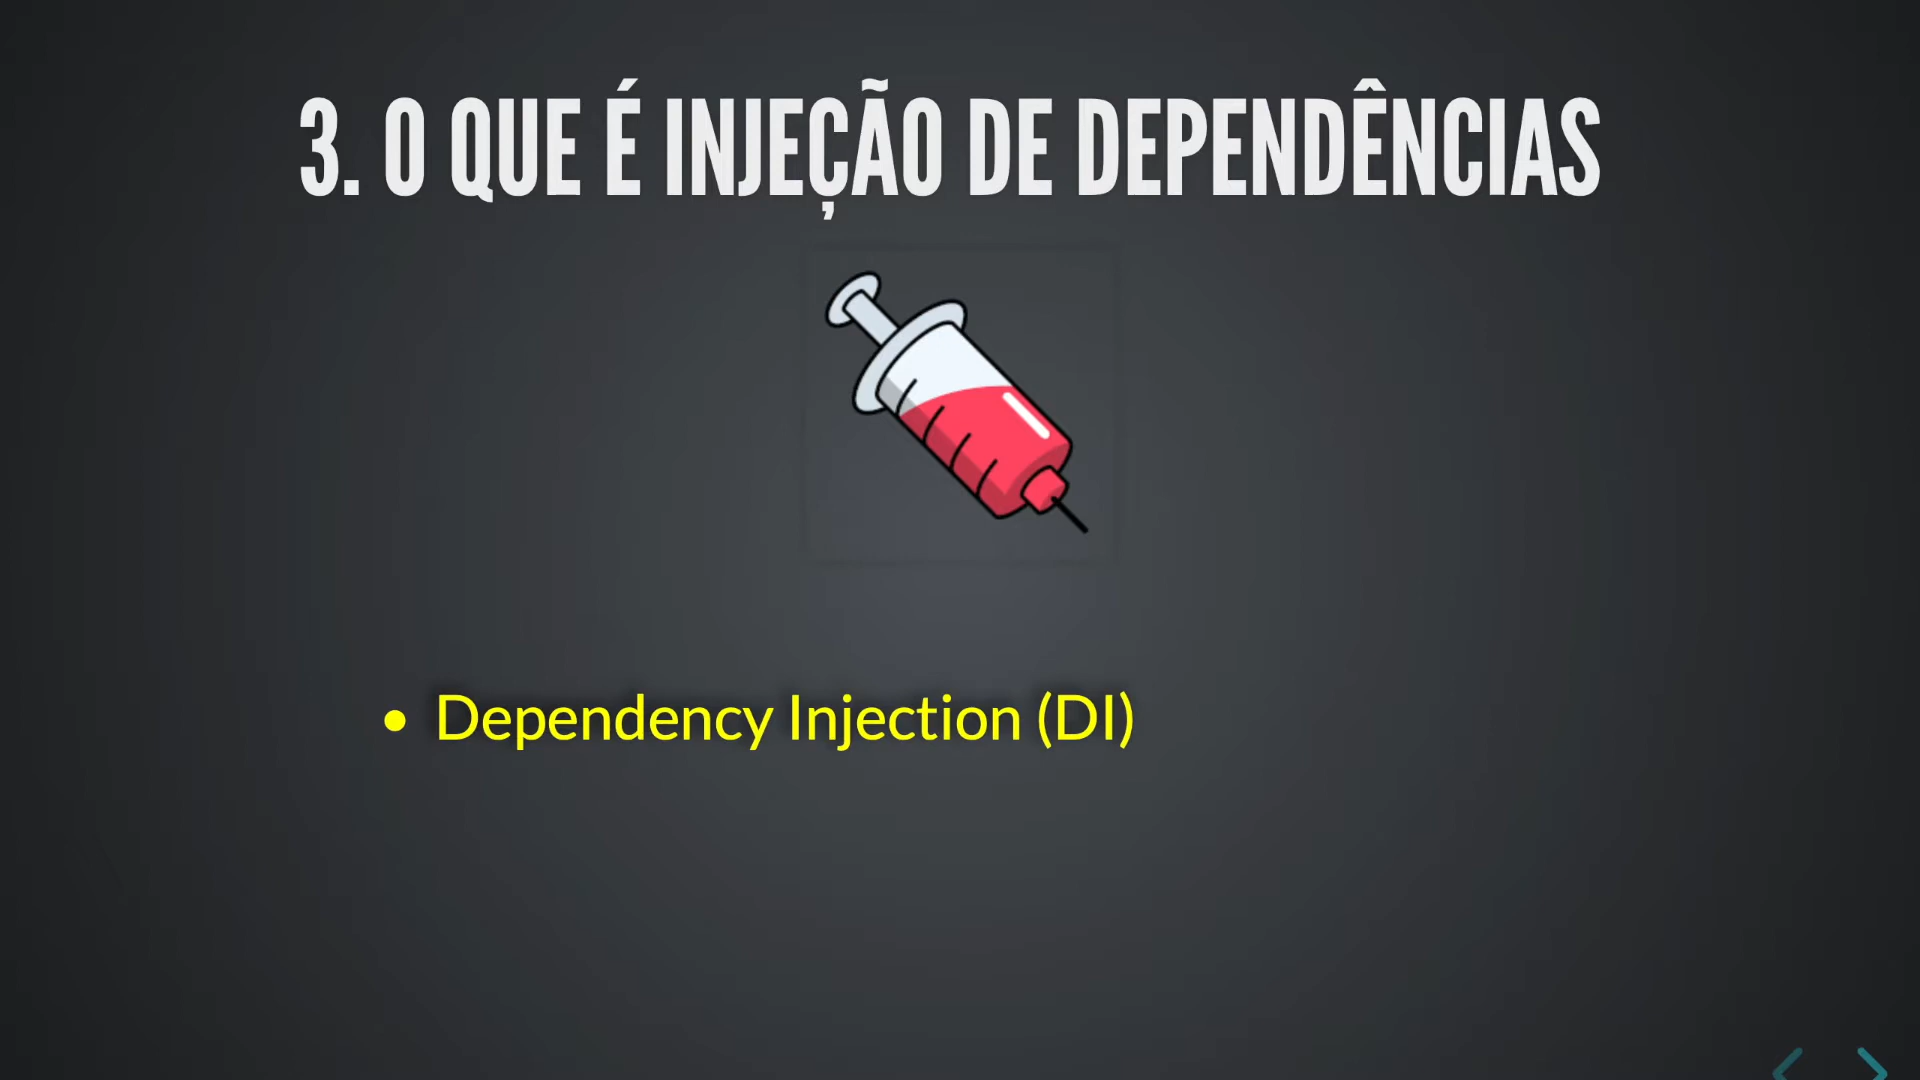 3. O QUE É INJEÇÃO DE DEPENDÊNCIAS
• Dependency Injection (DI)